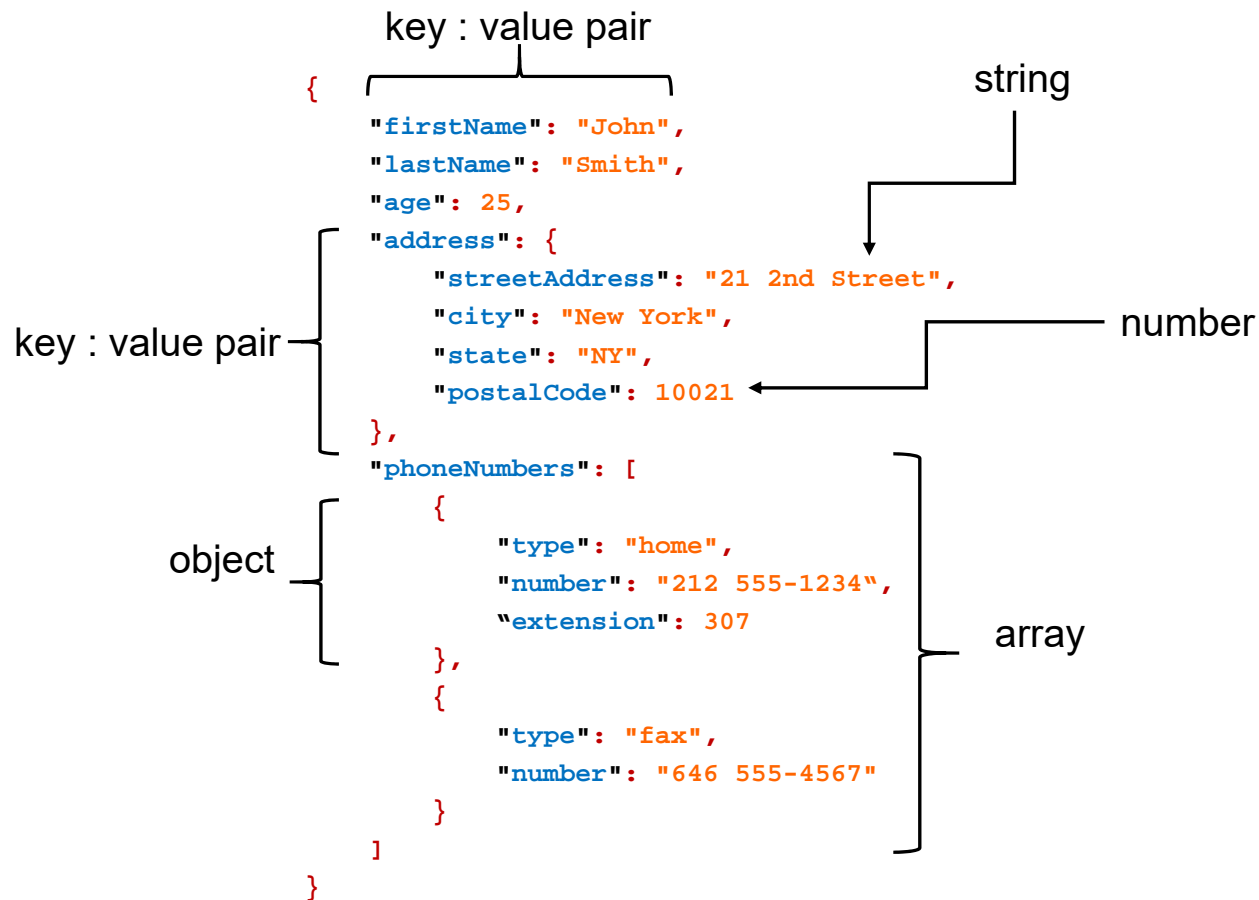 key : value pair
{
string
"firstName": "John",
"lastName": "Smith",
"age": 25,
"address": {
"streetAddress": "21 2nd Street",
"city": "New York",
number
key : value pair
"state": "NY",
"postalCode": 10021
},
"phoneNumbers": [
{
"type": "home",
object
"number": "212 555-1234‟,
‟extension": 307
array
},
{
"type": "fax",
"number": "646 555-4567"
}
]
}